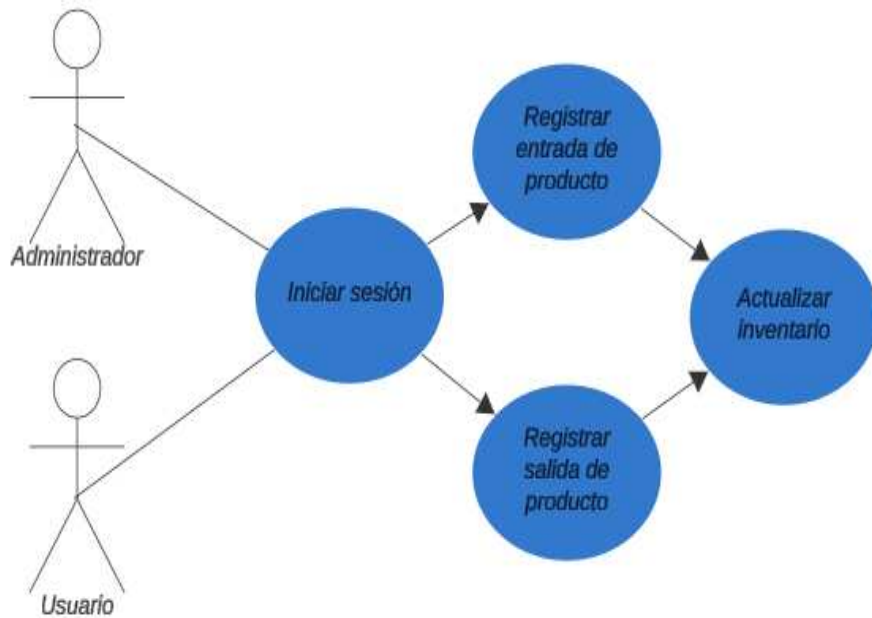 Administrador
Usuario
Iniciar sesión
Registrar
entrada de
producto
Registrar
salida de
producto
Actualizar
inventario